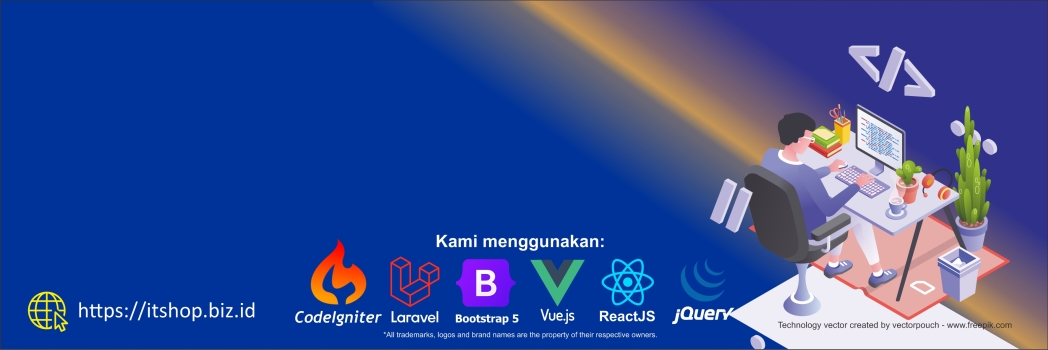 </>
Kami menggunakan:
B
https://itshop.biz.id
CodeIgniter
Laravel
Bootstrap 5
Vue.js
ReactJS
jQuery
Technology vector created by vectorpouch - www.freepik.com
*All trademarks, logos and brand names are the property of their respective owners.